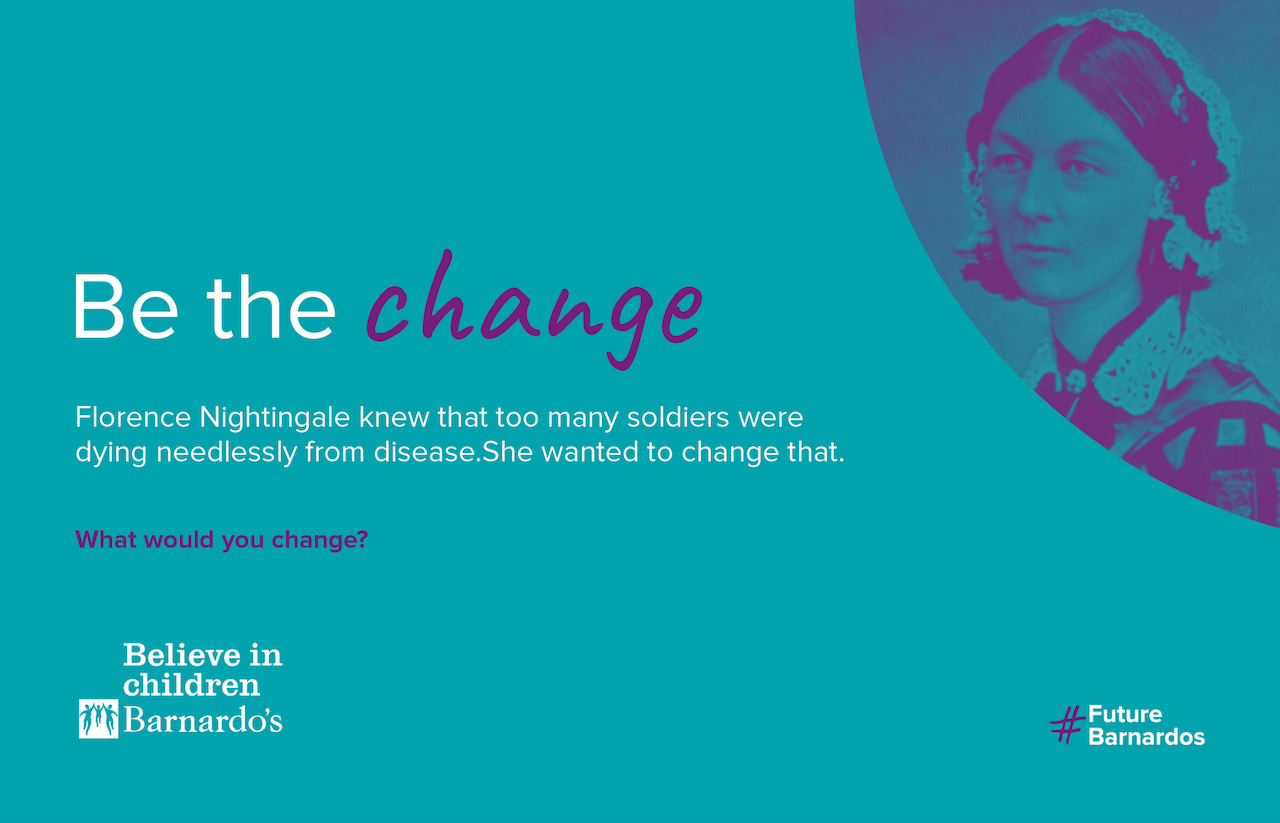 Be the change
Florence Nightingale knew that too many soldiers were
dying needlessly from disease.She wanted to change that.
What would you change?
Believe in
children
Barnardo's
#Future
Barnardos